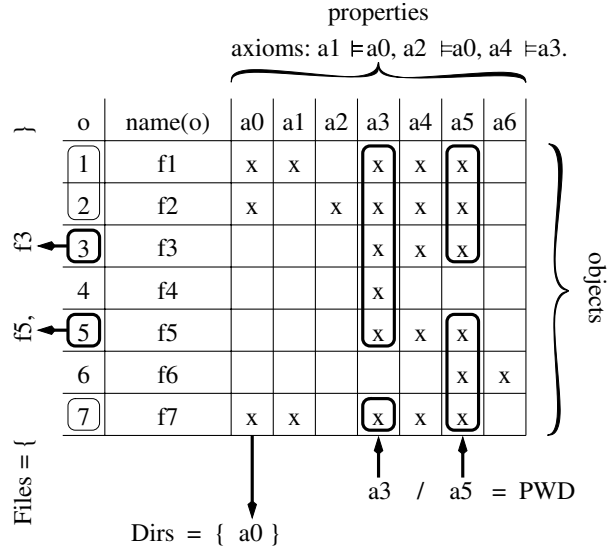 properties
axioms: a1 ⊨a0, a2 ⊨a0, a4 ⊨a3.
o name(o) a0 a1 a2 a3 a4 a5 a6
1 f1 x x x x x
2 f2 x x x x x
3 f3 x x x
4 f4 x
5 f5 x x x
6 f6 x x
7 f7 x x x x x
objects
Files = { f5, f3 }
a3 / a5 = PWD
Dirs = { a0 }